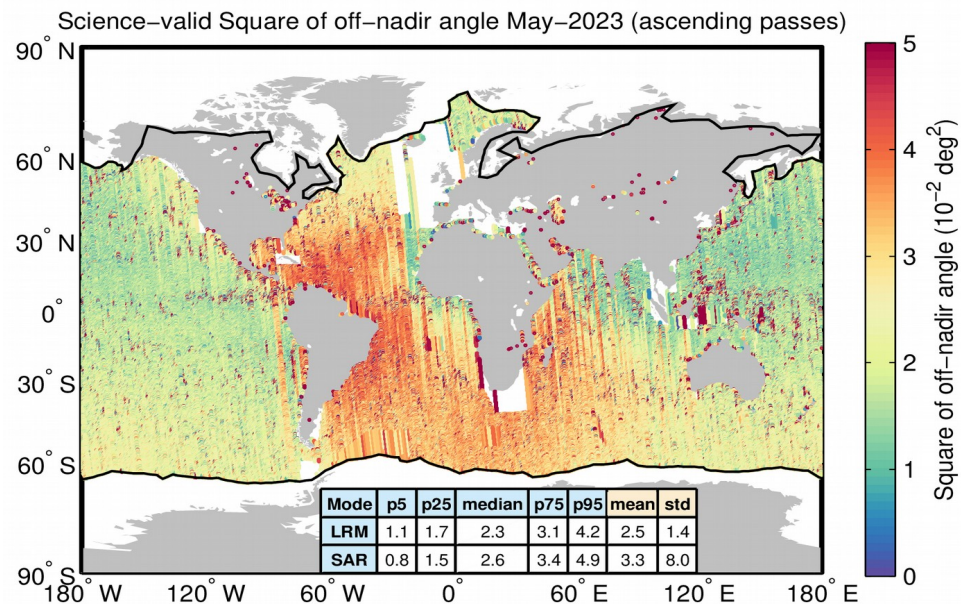 Science−valid Square of off−nadir angle May−2023 (ascending passes)
90° N
60° N
30° N
0°
30° S
60° S
90° S
180° W
120° W
60° W
0°
60° E
120° E
180° E
Mode p5 p25 median p75 p95 mean std
LRM 1.1 1.7 2.3 3.1 4.2 2.5 1.4
SAR 0.8 1.5 2.6 3.4 4.9 3.3 8.0
5
4
3
2
1
0
Square of off−nadir angle (10⁻² deg²)